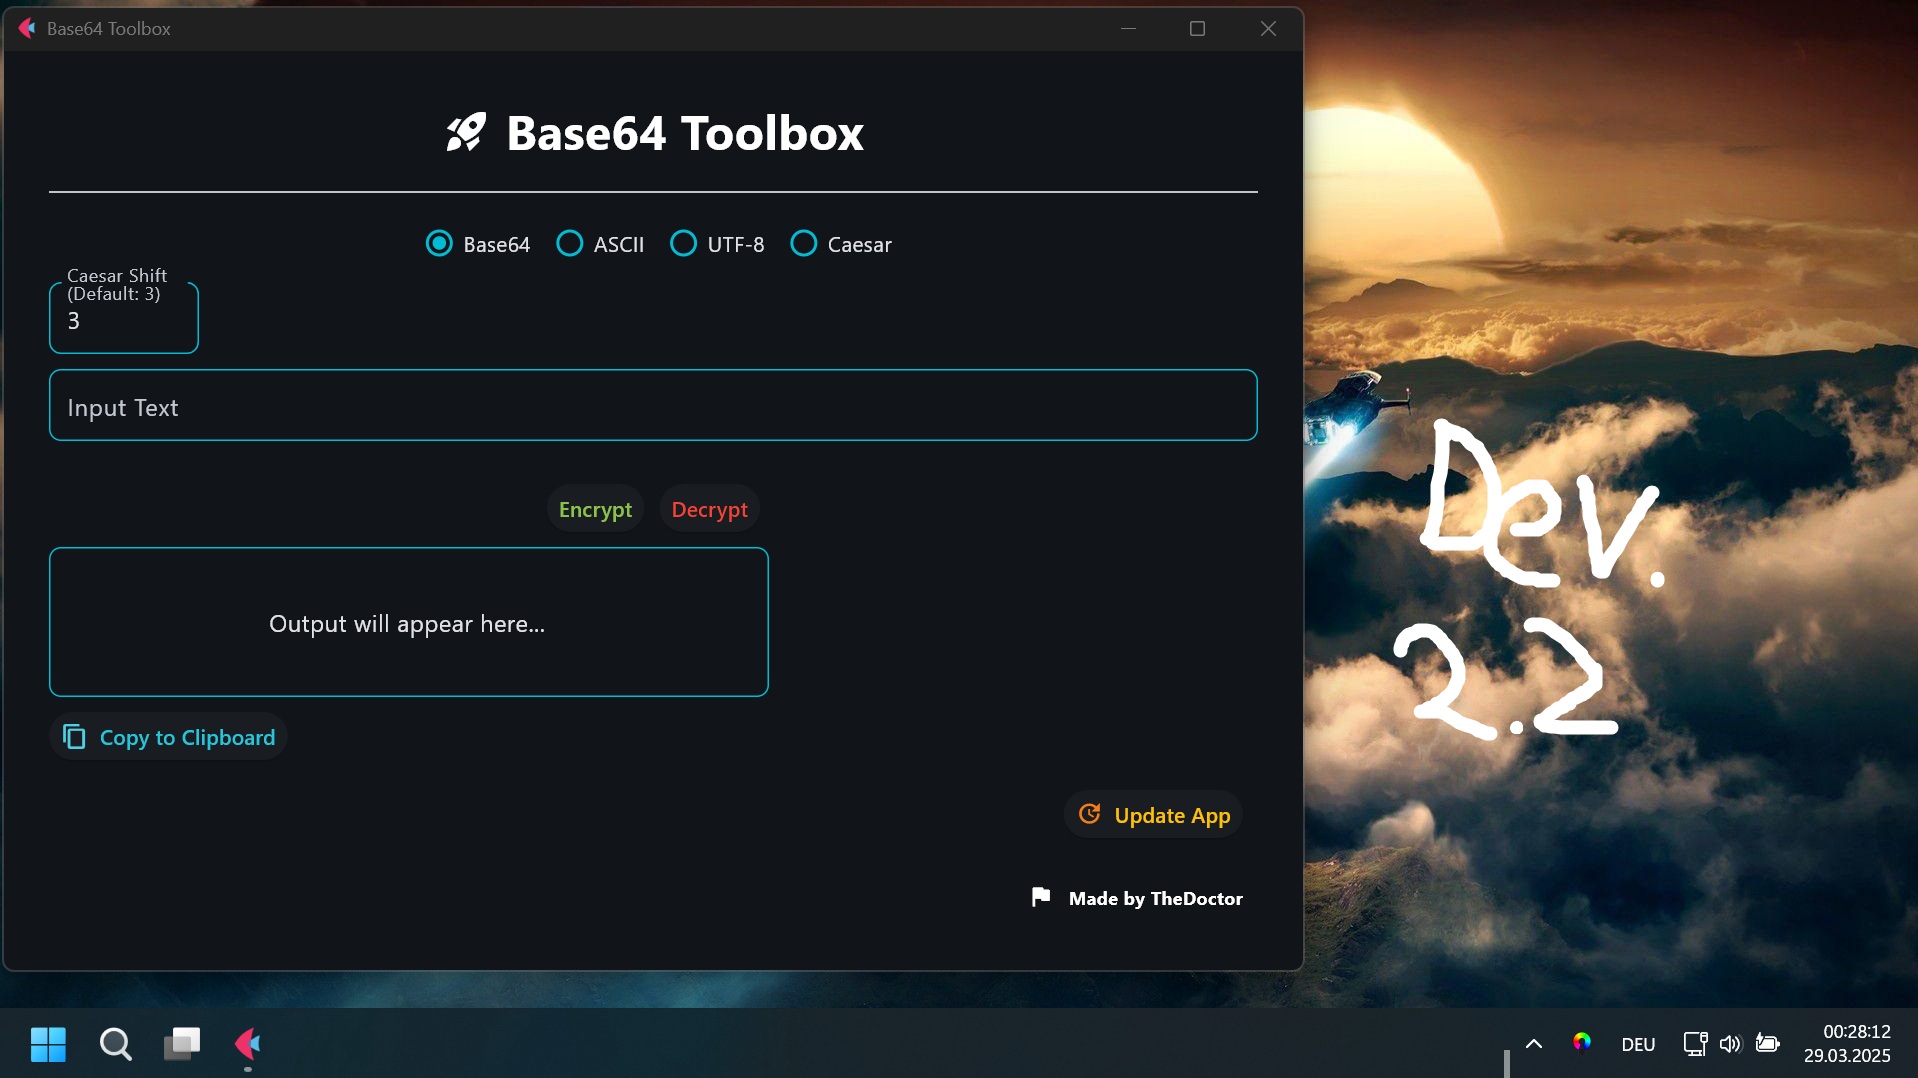 Base64 Toolbox
Base64 Toolbox
Base64 ASCII UTF-8 Caesar
Caesar Shift
(Default: 3)
3
Input Text
Encrypt Decrypt
Output will appear here...
Copy to Clipboard
Update App
Made by TheDoctor
Dev.
2.2
DEU
00:28:12
29.03.2025